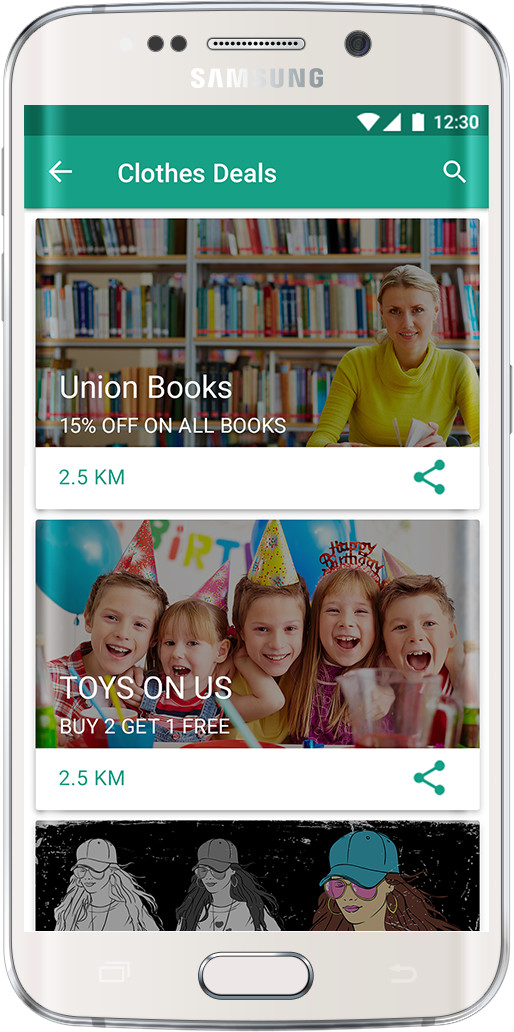 SAMSUNG
12:30
Clothes Deals
Union Books
15% OFF ON ALL BOOKS
2.5 KM
BIRT
Happy
Birthday
TOYS ON US
BUY 2 GET 1 FREE
2.5 KM